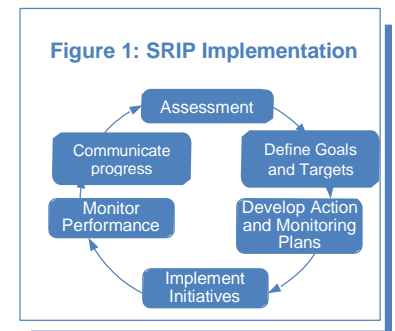 Figure 1: SRIP Implementation
Assessment
Define Goals
and Targets
Develop Action
and Monitoring
Plans
Implement
Initiatives
Monitor
Performance
Communicate
progress